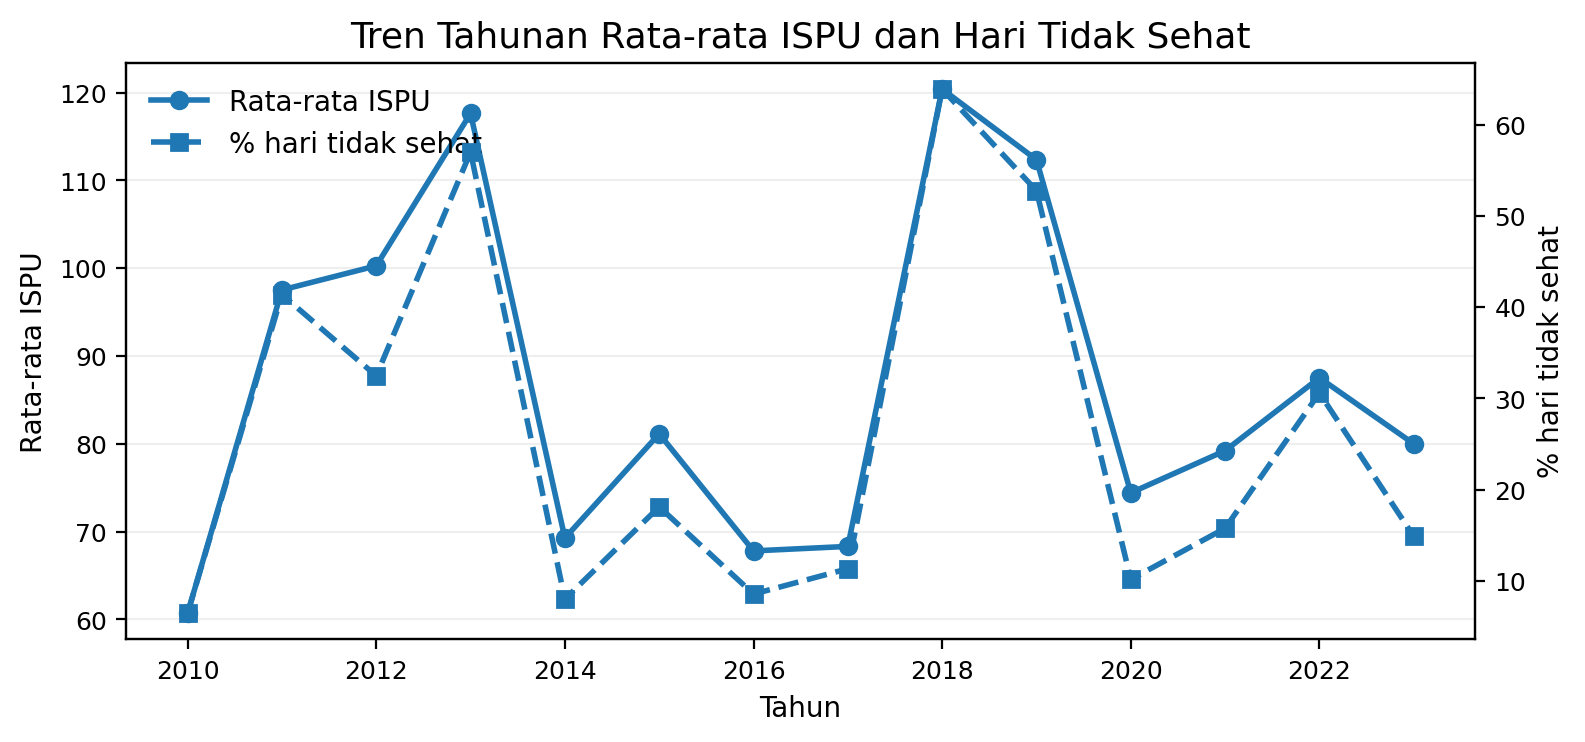 Tren Tahunan Rata-rata ISPU dan Hari Tidak Sehat
Rata-rata ISPU
% hari tidak sehat
Rata-rata ISPU
120
110
100
90
80
70
60
% hari tidak sehat
60
50
40
30
20
10
2010 2012 2014 2016 2018 2020 2022
Tahun